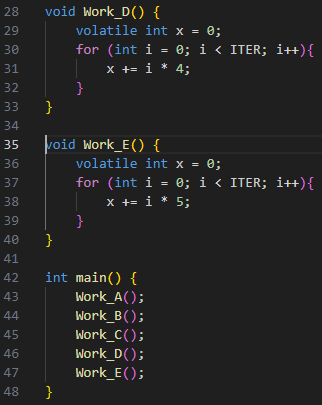 28 void Work_D() {
29     volatile int x = 0;
30     for (int i = 0; i < ITER; i++){
31         x += i * 4;
32     }
33 }
34
35 void Work_E() {
36     volatile int x = 0;
37     for (int i = 0; i < ITER; i++){
38         x += i * 5;
39     }
40 }
41
42 int main() {
43     Work_A();
44     Work_B();
45     Work_C();
46     Work_D();
47     Work_E();
48 }